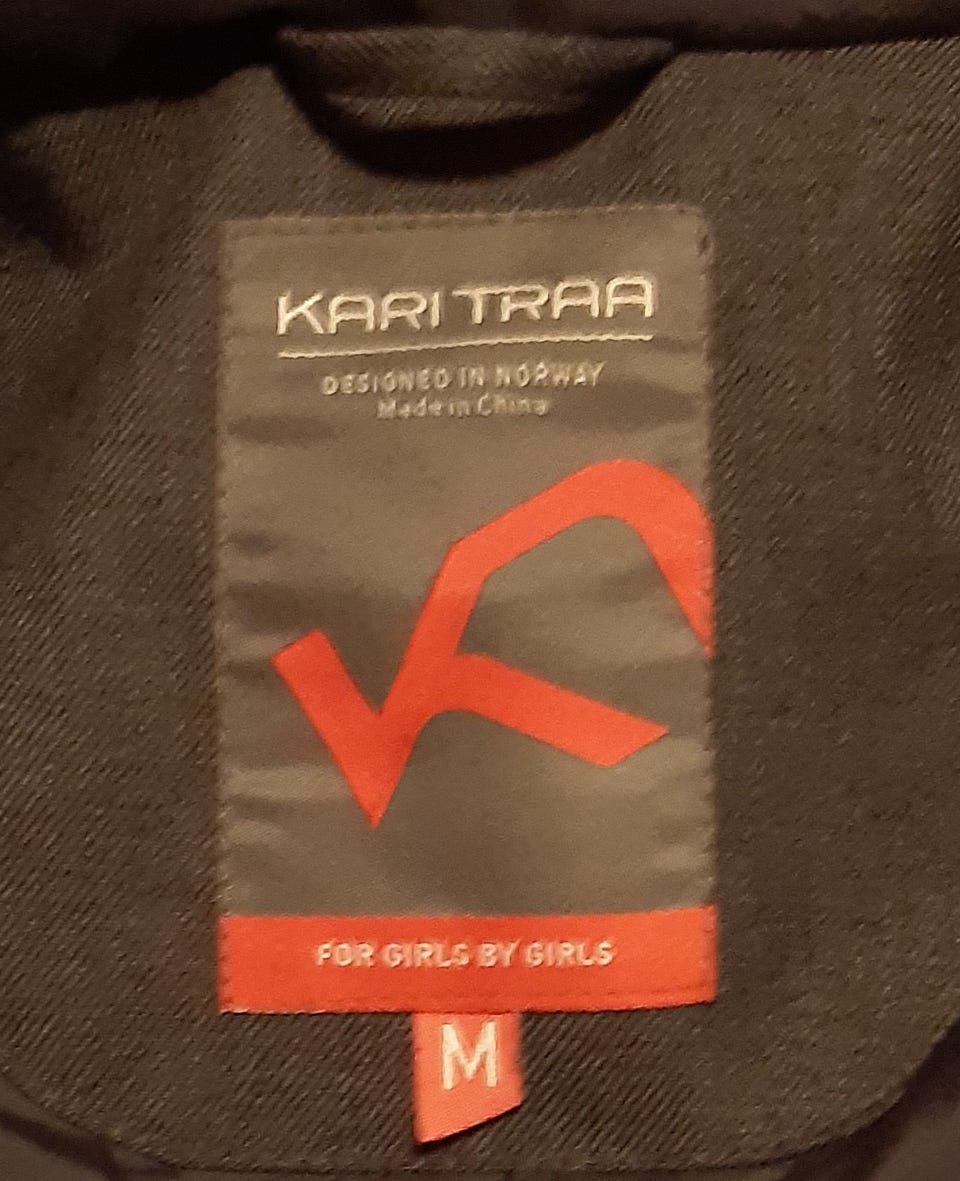 KARI TRAA
DESIGNED IN NORWAY
Made in China
FOR GIRLS BY GIRLS
M